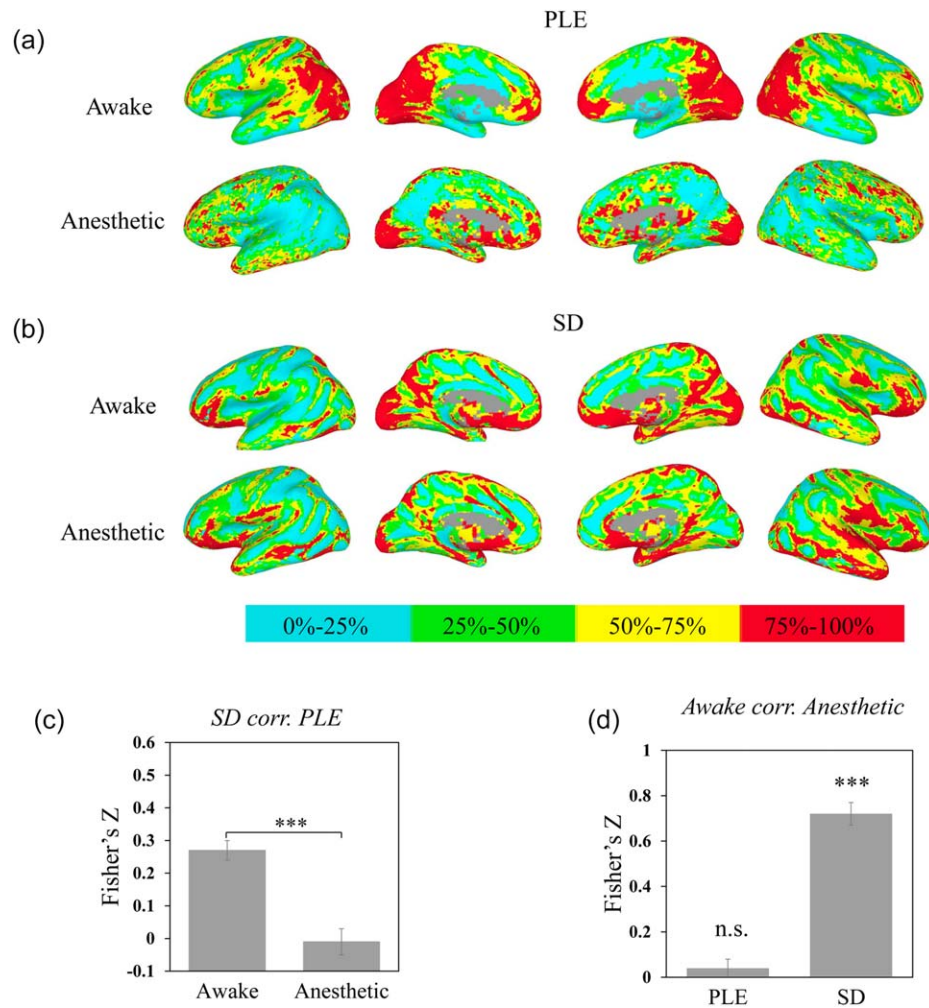 (a)
PLE
Awake
Anesthetic
(b)
SD
Awake
Anesthetic
0%-25% 25%-50% 50%-75% 75%-100%
(c)
SD corr. PLE
Fisher's Z
0.6
0.5
0.4
0.3
0.2
0.1
0
-0.1
***
Awake Anesthetic
(d)
Awake corr. Anesthetic
Fisher's Z
1
0.8
0.6
0.4
0.2
0
n.s.
***
PLE SD